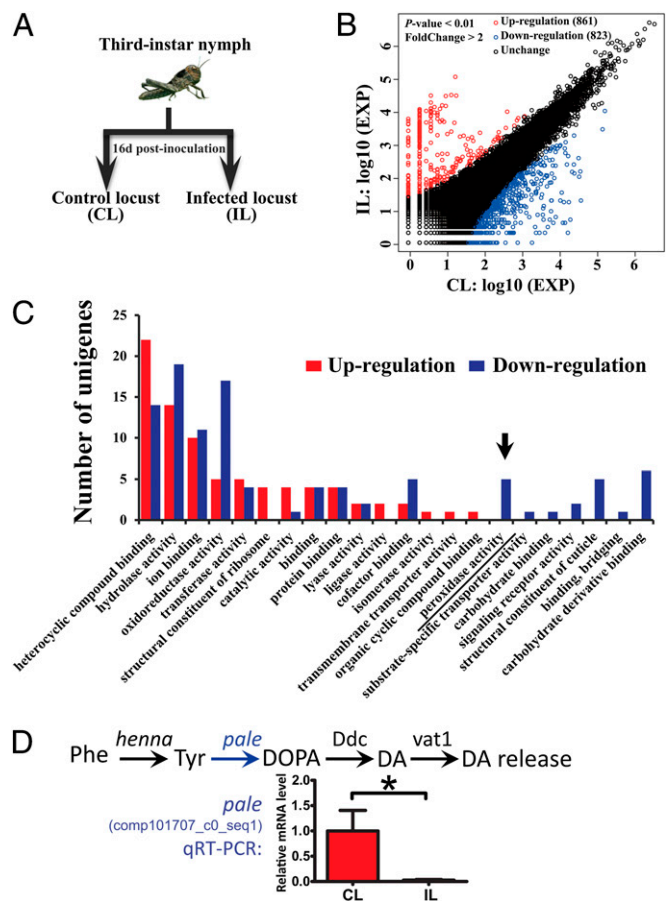 A
Third-instar nymph
16d post-inoculation
Control locust
(CL)
Infected locust
(IL)
B
P-value < 0.01
FoldChange > 2
Up-regulation (861)
Down-regulation (823)
Unchange
IL: log10 (EXP)
0 1 2 3 4 5 6
0 1 2 3 4 5 6
CL: log10 (EXP)
C
Number of unigenes
25
20
15
10
5
0
Up-regulation
Down-regulation
heterocyclic compound binding
hydrolase activity
ion binding
oxidoreductase activity
transferase activity
structural constituent of ribosome
catalytic activity
binding
protein binding
lyase activity
ligase activity
cofactor binding
isomerase activity
transmembrane transporter activity
organic cyclic compound binding
peroxidase activity
substrate-specific transporter activity
carbohydrate binding
signaling receptor activity
structural constituent of cuticle
binding, bridging
carbohydrate derivative binding
D
Phe henna Tyr pale DOPA Ddc DA vat1 DA release
pale
(comp101707_c0_seq1)
qRT-PCR:
Relative mRNA level
2.0
1.5
1.0
0.5
0.0
*
CL
IL